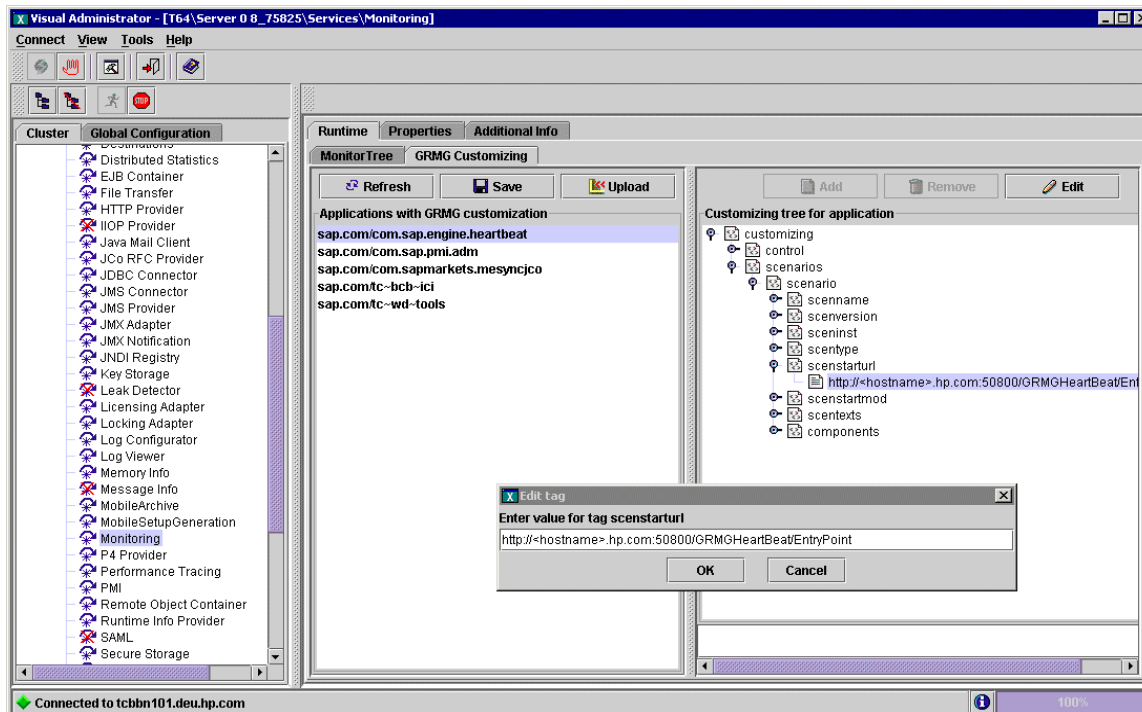 Visual Administrator - [T64\Server 0 8_75825\Services\Monitoring]
Connect View Tools Help
STOP
Cluster Global Configuration
Distributed Statistics
EJB Container
File Transfer
HTTP Provider
IIOP Provider
Java Mail Client
JCo RFC Provider
JDBC Connector
JMS Connector
JMS Provider
JMX Adapter
JMX Notification
JNDI Registry
Key Storage
Leak Detector
Licensing Adapter
Locking Adapter
Log Configurator
Log Viewer
Memory Info
Message Info
MobileArchive
MobileSetupGeneration
Monitoring
P4 Provider
Performance Tracing
PMI
Remote Object Container
Runtime Info Provider
SAML
Secure Storage
Runtime Properties Additional Info
MonitorTree GRMG Customizing
Refresh Save Upload
Applications with GRMG customization
sap.com/com.sap.engine.heartbeat
sap.com/com.sap.pmi.adm
sap.com/com.sapmarkets.mesyncjco
sap.com/tc~bcb~ici
sap.com/tc~wd~tools
Add Remove Edit
Customizing tree for application
customizing
control
scenarios
scenario
scenname
scenversion
sceninst
scentype
scenstarturl
http://<hostname>.hp.com:50800/GRMGHeartBeat/Ent
scenstartmod
scentexts
components
Edit tag
Enter value for tag scenstarturl
http://<hostname>.hp.com:50800/GRMGHeartBeat/EntryPoint
OK Cancel
Connected to tcbbn101.deu.hp.com
100%